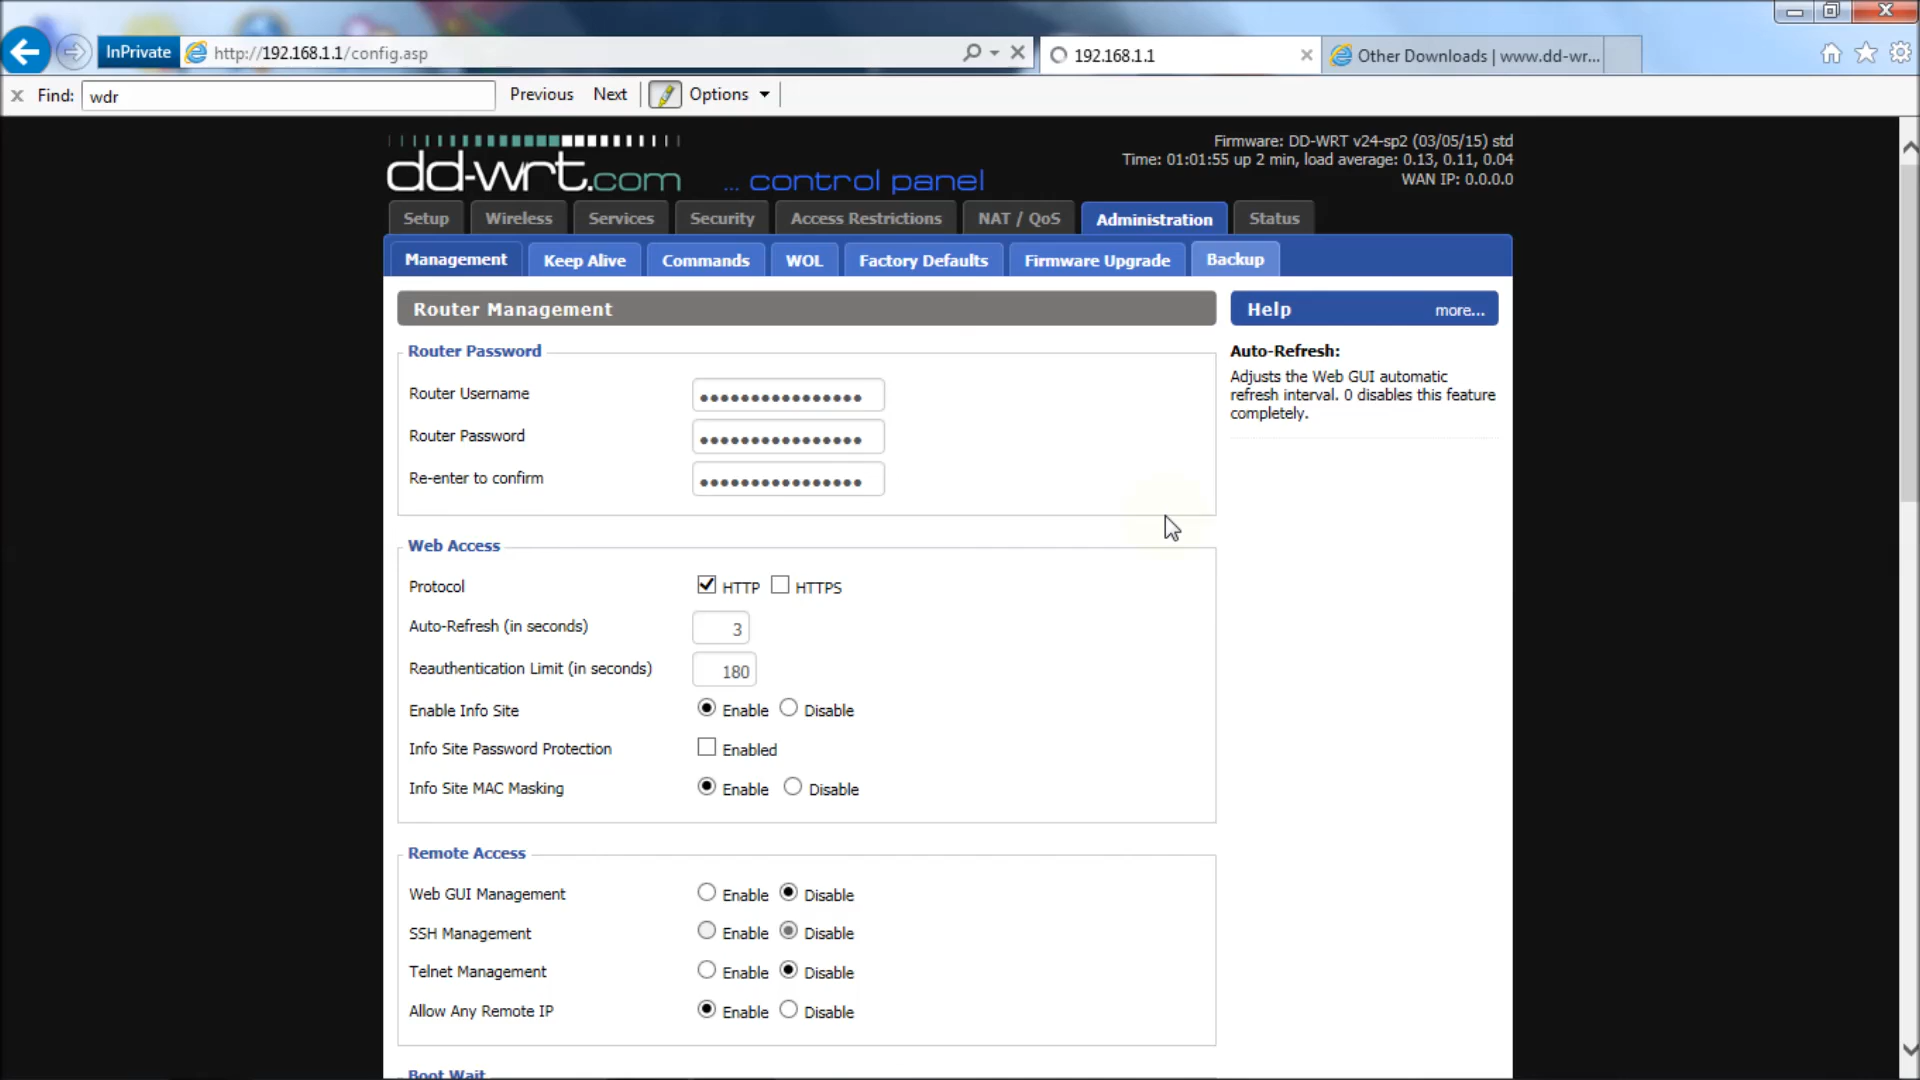 InPrivate
http://192.168.1.1/config.asp
192.168.1.1
Other Downloads | www.dd-wr...
Find:
wdr
Previous
Next
Options
dd-wrt.com
... control panel
Firmware: DD-WRT v24-sp2 (03/05/15) std
Time: 01:01:55 up 2 min, load average: 0.13, 0.11, 0.04
WAN IP: 0.0.0.0
Setup
Wireless
Services
Security
Access Restrictions
NAT / QoS
Administration
Status
Management
Keep Alive
Commands
WOL
Factory Defaults
Firmware Upgrade
Backup
Router Management
Router Password
Router Username
Router Password
Re-enter to confirm
Web Access
Protocol
HTTP
HTTPS
Auto-Refresh (in seconds)
3
Reauthentication Limit (in seconds)
180
Enable Info Site
Enable
Disable
Info Site Password Protection
Enabled
Info Site MAC Masking
Enable
Disable
Remote Access
Web GUI Management
Enable
Disable
SSH Management
Enable
Disable
Telnet Management
Enable
Disable
Allow Any Remote IP
Enable
Disable
Boot Wait
Help
more...
Auto-Refresh:
Adjusts the Web GUI automatic
refresh interval. 0 disables this feature
completely.